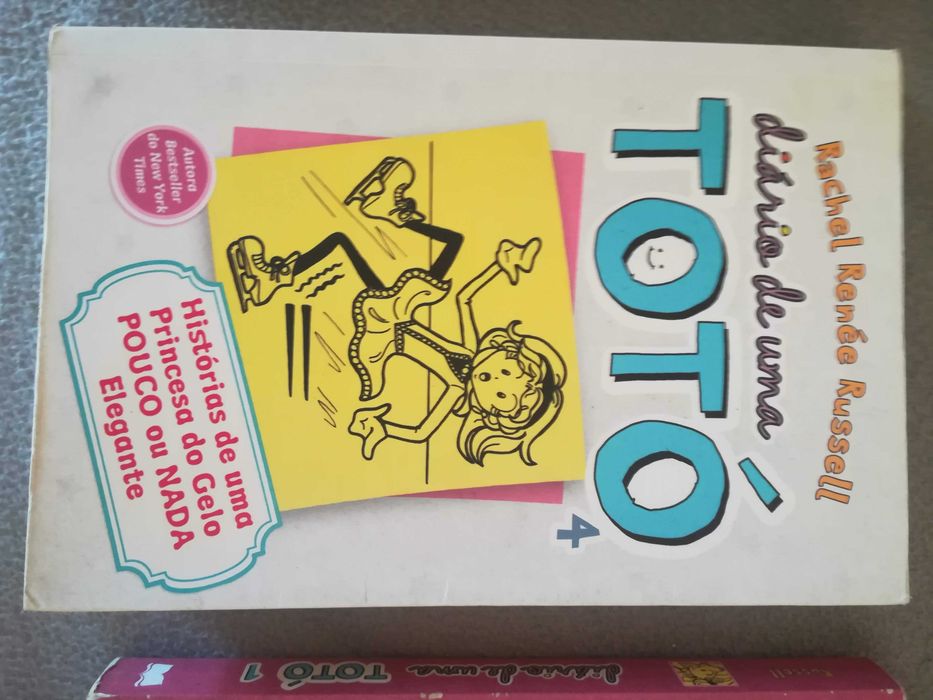 Rachel Renée Russell
diário de uma
TOTÓ
4
Autora
Bestseller
do New York
Times
Histórias de uma
Princesa do Gelo
POUCO ou NADA
Elegante
Russell
diário de uma
TOTÓ 1